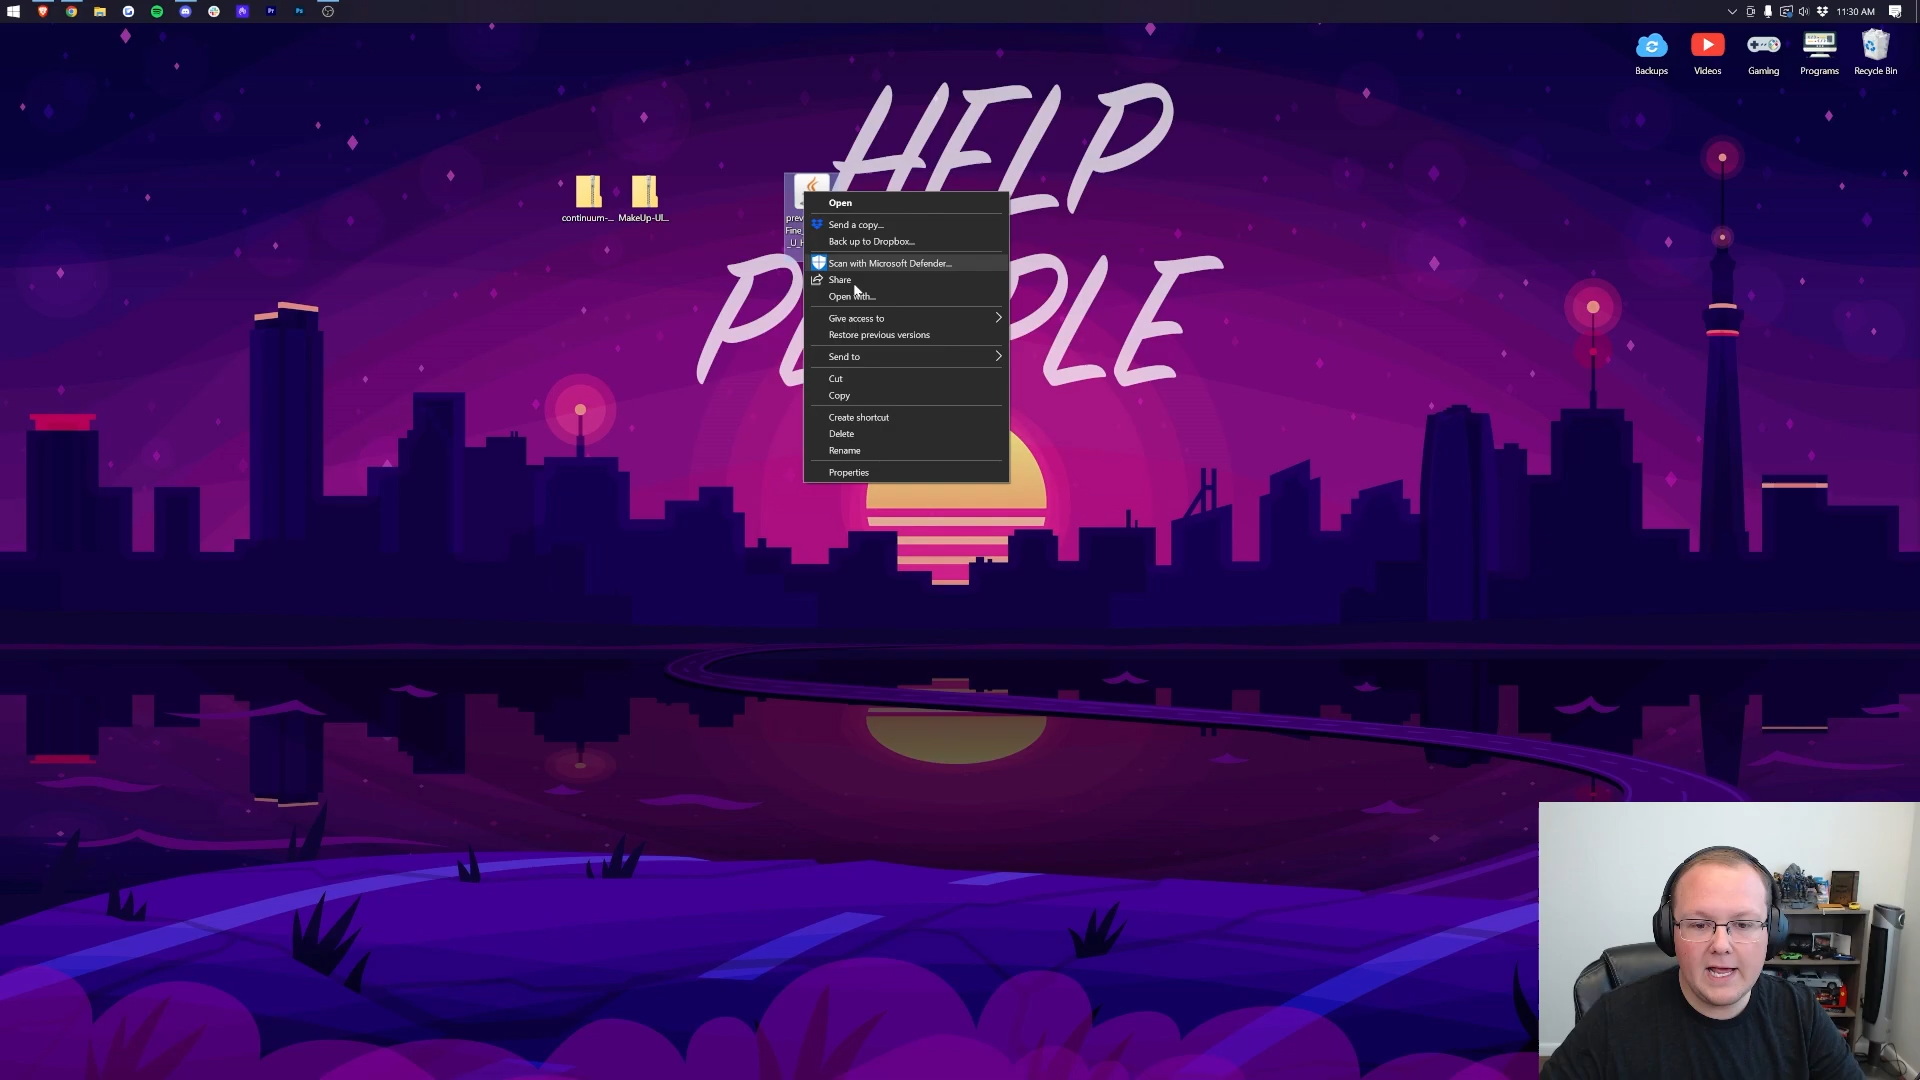 11:30 AM
Backups
Videos
Gaming
Programs
Recycle Bin
HELP
continuum-...
MakeUp-Ul...
Open
Send a copy...
Back up to Dropbox...
Scan with Microsoft Defender...
Share
Open with...
Give access to
Restore previous versions
Send to
Cut
Copy
Create shortcut
Delete
Rename
Properties